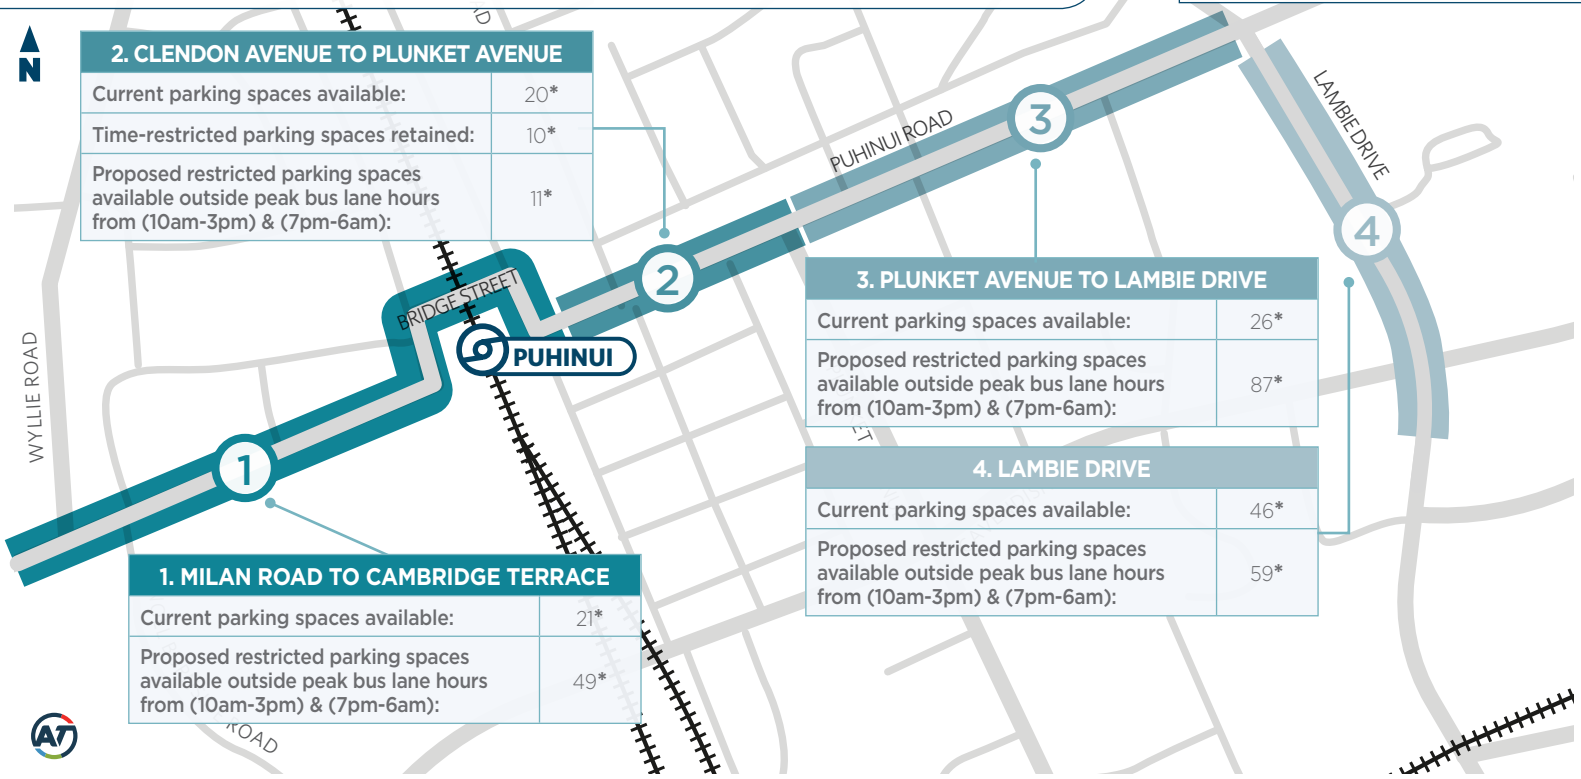 N
2. CLENDON AVENUE TO PLUNKET AVENUE
Current parking spaces available: 20*
Time-restricted parking spaces retained: 10*
Proposed restricted parking spaces
available outside peak bus lane hours
from (10am-3pm) & (7pm-6am): 11*
PUHINUI ROAD
3
LAMBIE DRIVE
4
2
BRIDGE STREET
PUHINUI
WYLLIE ROAD
1
3. PLUNKET AVENUE TO LAMBIE DRIVE
Current parking spaces available: 26*
Proposed restricted parking spaces
available outside peak bus lane hours
from (10am-3pm) & (7pm-6am): 87*
4. LAMBIE DRIVE
Current parking spaces available: 46*
Proposed restricted parking spaces
available outside peak bus lane hours
from (10am-3pm) & (7pm-6am): 59*
1. MILAN ROAD TO CAMBRIDGE TERRACE
Current parking spaces available: 21*
Proposed restricted parking spaces
available outside peak bus lane hours
from (10am-3pm) & (7pm-6am): 49*
ROAD
AT